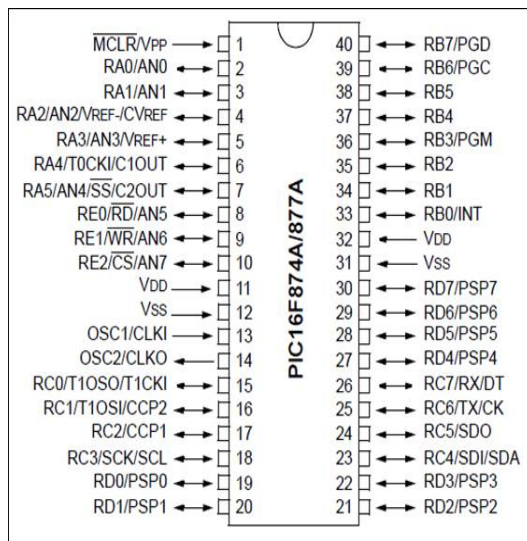 MCLR/VPP 1
RA0/AN0 2
RA1/AN1 3
RA2/AN2/VREF-/CVREF 4
RA3/AN3/VREF+ 5
RA4/T0CKI/C1OUT 6
RA5/AN4/SS/C2OUT 7
RE0/RD/AN5 8
RE1/WR/AN6 9
RE2/CS/AN7 10
VDD 11
VSS 12
OSC1/CLKI 13
OSC2/CLKO 14
RC0/T1OSO/T1CKI 15
RC1/T1OSI/CCP2 16
RC2/CCP1 17
RC3/SCK/SCL 18
RD0/PSP0 19
RD1/PSP1 20
PIC16F874A/877A
40 RB7/PGD
39 RB6/PGC
38 RB5
37 RB4
36 RB3/PGM
35 RB2
34 RB1
33 RB0/INT
32 VDD
31 VSS
30 RD7/PSP7
29 RD6/PSP6
28 RD5/PSP5
27 RD4/PSP4
26 RC7/RX/DT
25 RC6/TX/CK
24 RC5/SDO
23 RC4/SDI/SDA
22 RD3/PSP3
21 RD2/PSP2